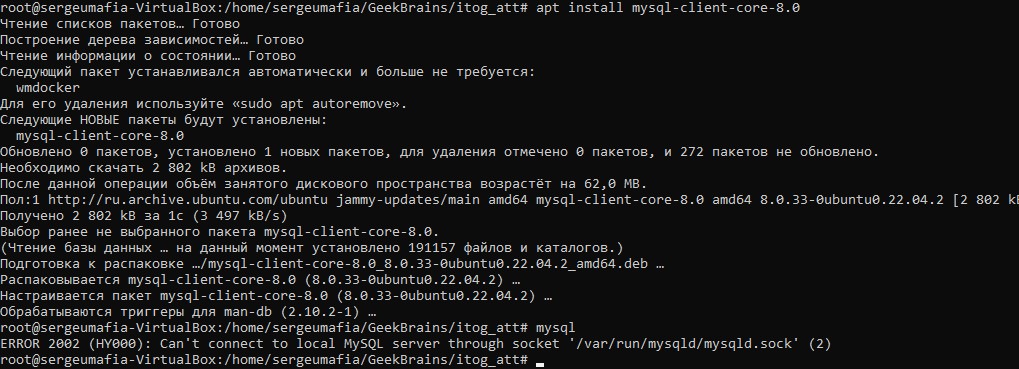 root@sergeumafia-VirtualBox:/home/sergeumafia/GeekBrains/itog_att# apt install mysql-client-core-8.0
Чтение списков пакетов… Готово
Построение дерева зависимостей… Готово
Чтение информации о состоянии… Готово
Следующий пакет устанавливался автоматически и больше не требуется:
  wmdocker
Для его удаления используйте «sudo apt autoremove».
Следующие НОВЫЕ пакеты будут установлены:
  mysql-client-core-8.0
Обновлено 0 пакетов, установлено 1 новых пакетов, для удаления отмечено 0 пакетов, и 272 пакетов не обновлено.
Необходимо скачать 2 802 kB архивов.
После данной операции объём занятого дискового пространства возрастёт на 62,0 MB.
Пол:1 http://ru.archive.ubuntu.com/ubuntu jammy-updates/main amd64 mysql-client-core-8.0 amd64 8.0.33-0ubuntu0.22.04.2 [2 802 kB
Получено 2 802 kB за 1с (3 497 kB/s)
Выбор ранее не выбранного пакета mysql-client-core-8.0.
(Чтение базы данных … на данный момент установлено 191157 файлов и каталогов.)
Подготовка к распаковке …/mysql-client-core-8.0_8.0.33-0ubuntu0.22.04.2_amd64.deb …
Распаковывается mysql-client-core-8.0 (8.0.33-0ubuntu0.22.04.2) …
Настраивается пакет mysql-client-core-8.0 (8.0.33-0ubuntu0.22.04.2) …
Обрабатываются триггеры для man-db (2.10.2-1) …
root@sergeumafia-VirtualBox:/home/sergeumafia/GeekBrains/itog_att# mysql
ERROR 2002 (HY000): Can't connect to local MySQL server through socket '/var/run/mysqld/mysqld.sock' (2)
root@sergeumafia-VirtualBox:/home/sergeumafia/GeekBrains/itog_att#